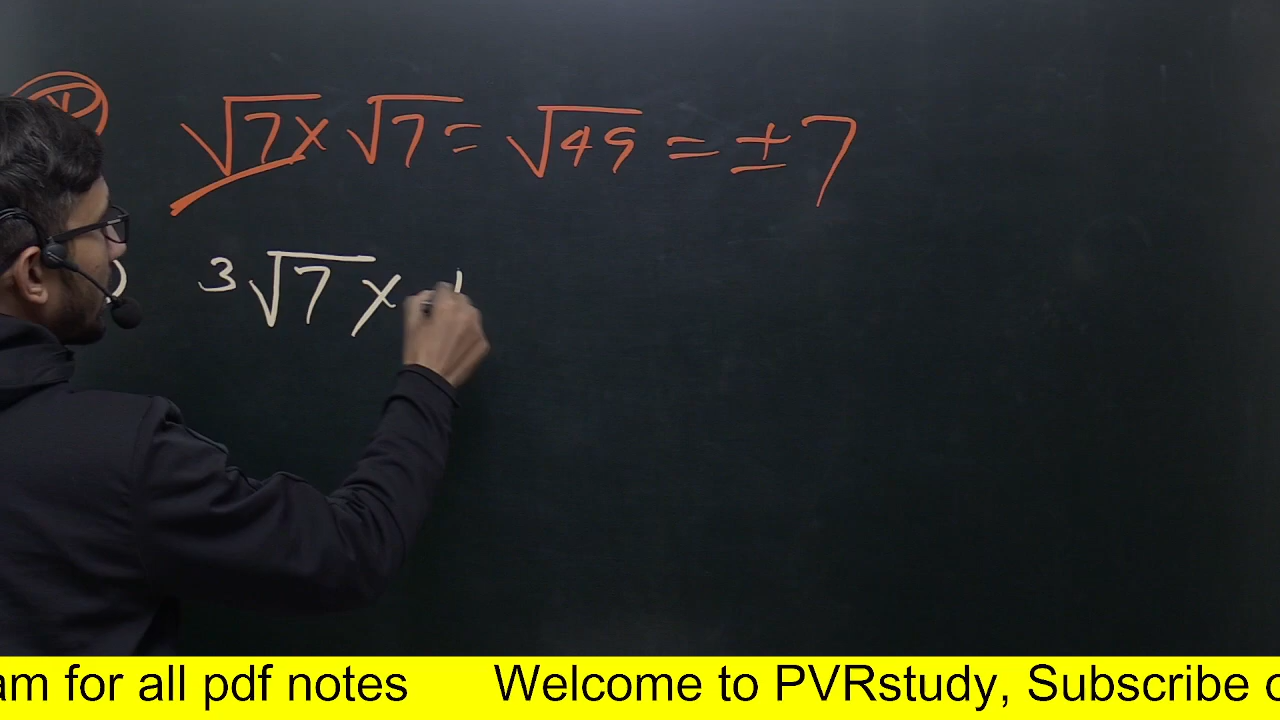 √7 × √7 = √49 = ±7
3√7 ×
am for all pdf notes Welcome to PVRstudy, Subscribe